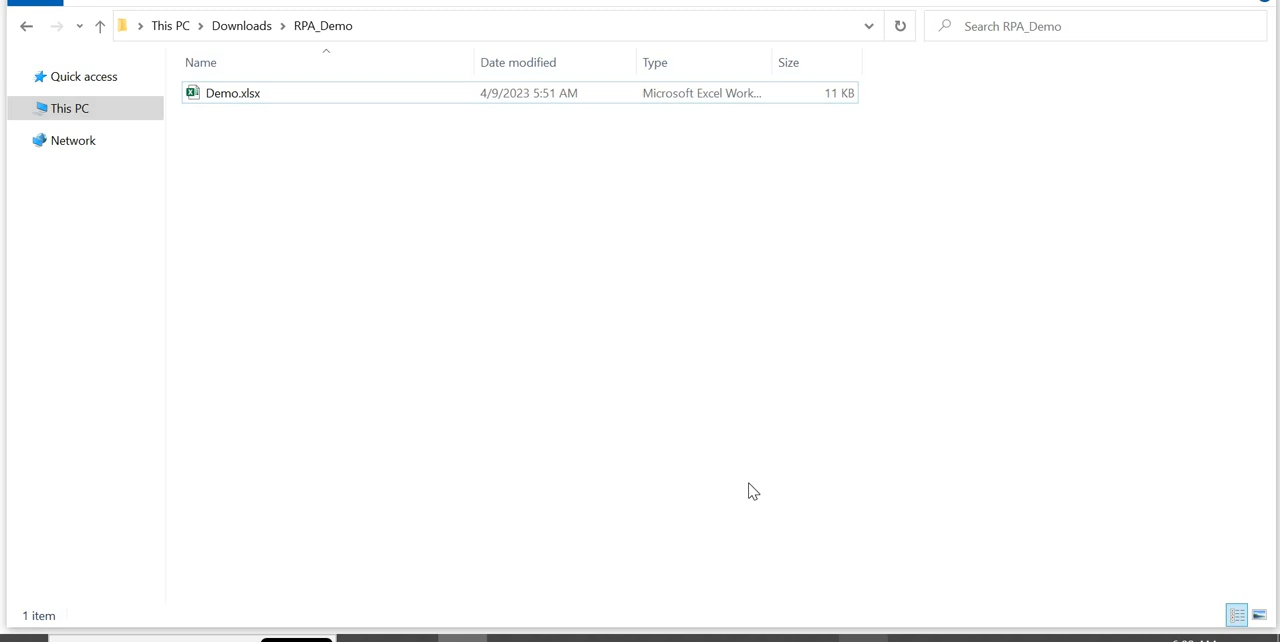 This PC > Downloads > RPA_Demo
Search RPA_Demo
Name Date modified Type Size
Quick access
Demo.xlsx 4/9/2023 5:51 AM Microsoft Excel Work... 11 KB
This PC
Network
1 item